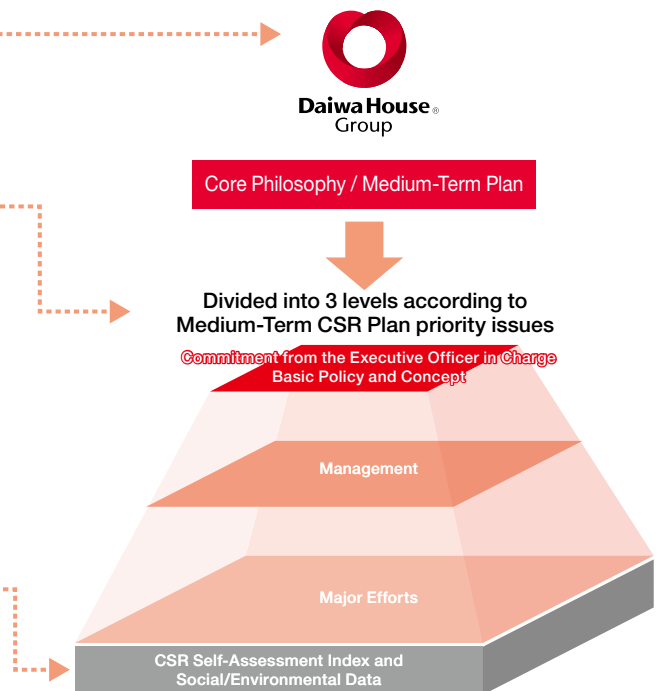 Daiwa House®
Group
Core Philosophy / Medium-Term Plan
Divided into 3 levels according to
Medium-Term CSR Plan priority issues
Commitment from the Executive Officer in Charge
Basic Policy and Concept
Management
Major Efforts
CSR Self-Assessment Index and
Social/Environmental Data